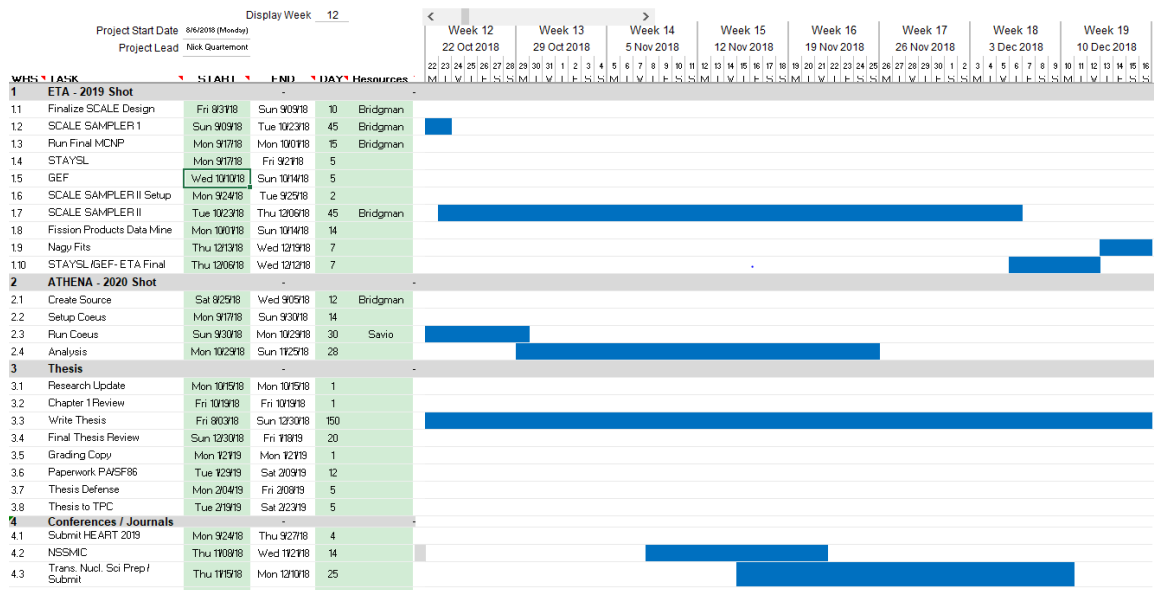 Display Week 12
Project Start Date 8/6/2018 (Monday)
Project Lead Nick Quartemont
Week 12 Week 13 Week 14 Week 15 Week 16 Week 17 Week 18 Week 19
22 Oct 2018 29 Oct 2018 5 Nov 2018 12 Nov 2018 19 Nov 2018 26 Nov 2018 3 Dec 2018 10 Dec 2018
22 23 24 25 26 27 28 29 30 31 1 2 3 4 5 6 7 8 9 10 11 12 13 14 15 16 17 18 19 20 21 22 23 24 25 26 27 28 29 30 1 2 3 4 5 6 7 8 9 10 11 12 13 14 15 16
WBS TASK START END DAYS Resources M T W T F S S M T W T F S S M T W T F S S M T W T F S S M T W T F S S M T W T F S S M T W T F S S M T W T F S S
1 ETA - 2019 Shot - -
1.1 Finalize SCALE Design Fri 8/31/18 Sun 9/09/18 10 Bridgman
1.2 SCALE SAMPLER 1 Sun 9/09/18 Tue 10/23/18 45 Bridgman
1.3 Run Final MCNP Mon 9/17/18 Mon 10/01/18 15 Bridgman
1.4 STAYSL Mon 9/17/18 Fri 9/21/18 5
1.5 GEF Wed 10/10/18 Sun 10/14/18 5
1.6 SCALE SAMPLER II Setup Mon 9/24/18 Tue 9/25/18 2
1.7 SCALE SAMPLER II Tue 10/23/18 Thu 12/06/18 45 Bridgman
1.8 Fission Products Data Mine Mon 10/01/18 Sun 10/14/18 14
1.9 Nagy Fits Thu 12/13/18 Wed 12/19/18 7
1.10 STAYSL/GEF- ETA Final Thu 12/06/18 Wed 12/12/18 7
2 ATHENA - 2020 Shot - -
2.1 Create Source Sat 8/25/18 Wed 9/05/18 12 Bridgman
2.2 Setup Coeus Mon 9/17/18 Sun 9/30/18 14
2.3 Run Coeus Sun 9/30/18 Mon 10/29/18 30 Savio
2.4 Analysis Mon 10/29/18 Sun 11/25/18 28
3 Thesis - -
3.1 Research Update Mon 10/15/18 Mon 10/15/18 1
3.2 Chapter 1 Review Fri 10/19/18 Fri 10/19/18 1
3.3 Write Thesis Fri 8/03/18 Sun 12/30/18 150
3.4 Final Thesis Review Sun 12/30/18 Fri 1/18/19 20
3.5 Grading Copy Mon 1/21/19 Mon 1/21/19 1
3.6 Paperwork PA/SF86 Tue 1/29/19 Sat 2/09/19 12
3.7 Thesis Defense Mon 2/04/19 Fri 2/08/19 5
3.8 Thesis to TPC Tue 2/19/19 Sat 2/23/19 5
4 Conferences / Journals - -
4.1 Submit HEART 2019 Mon 9/24/18 Thu 9/27/18 4
4.2 NSSMIC Thu 11/08/18 Wed 11/21/18 14
4.3 Trans. Nucl. Sci Prep / Thu 11/15/18 Mon 12/10/18 25
Submit